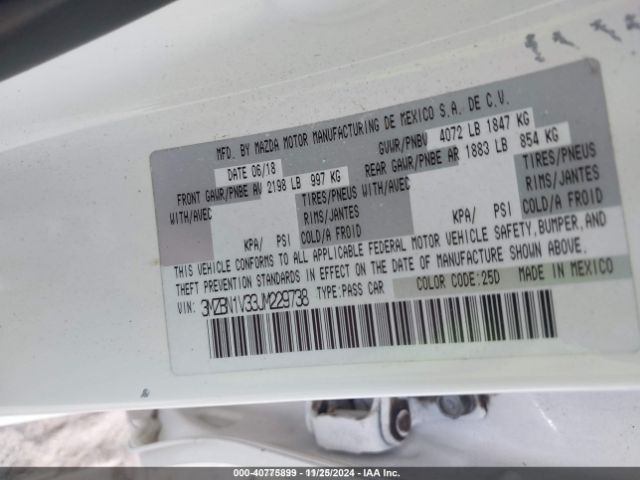 MFD. BY MAZDA MOTOR MANUFACTURING DE MEXICO S.A. DE C.V.
DATE 06/18 GVWR/PNBV 4072 LB 1847 KG
FRONT GAWR/PNBE AV 2198 LB 997 KG REAR GAWR/PNBE AR 1883 LB 854 KG
WITH/AVEC TIRES/PNEUS WITH/AVEC TIRES/PNEUS
RIMS/JANTES RIMS/JANTES
KPA/ PSI COLD/A FROID KPA/ PSI COLD/A FROID
THIS VEHICLE CONFORMS TO ALL APPLICABLE FEDERAL MOTOR VEHICLE SAFETY, BUMPER, AND
THEFT PREVENTION STANDARDS IN EFFECT ON THE DATE OF MANUFACTURE SHOWN ABOVE.
VIN: 3MZBN1V33JM229738 TYPE:PASS CAR COLOR CODE:25D MADE IN MEXICO
000-40775899 • 11/25/2024 • IAA Inc.